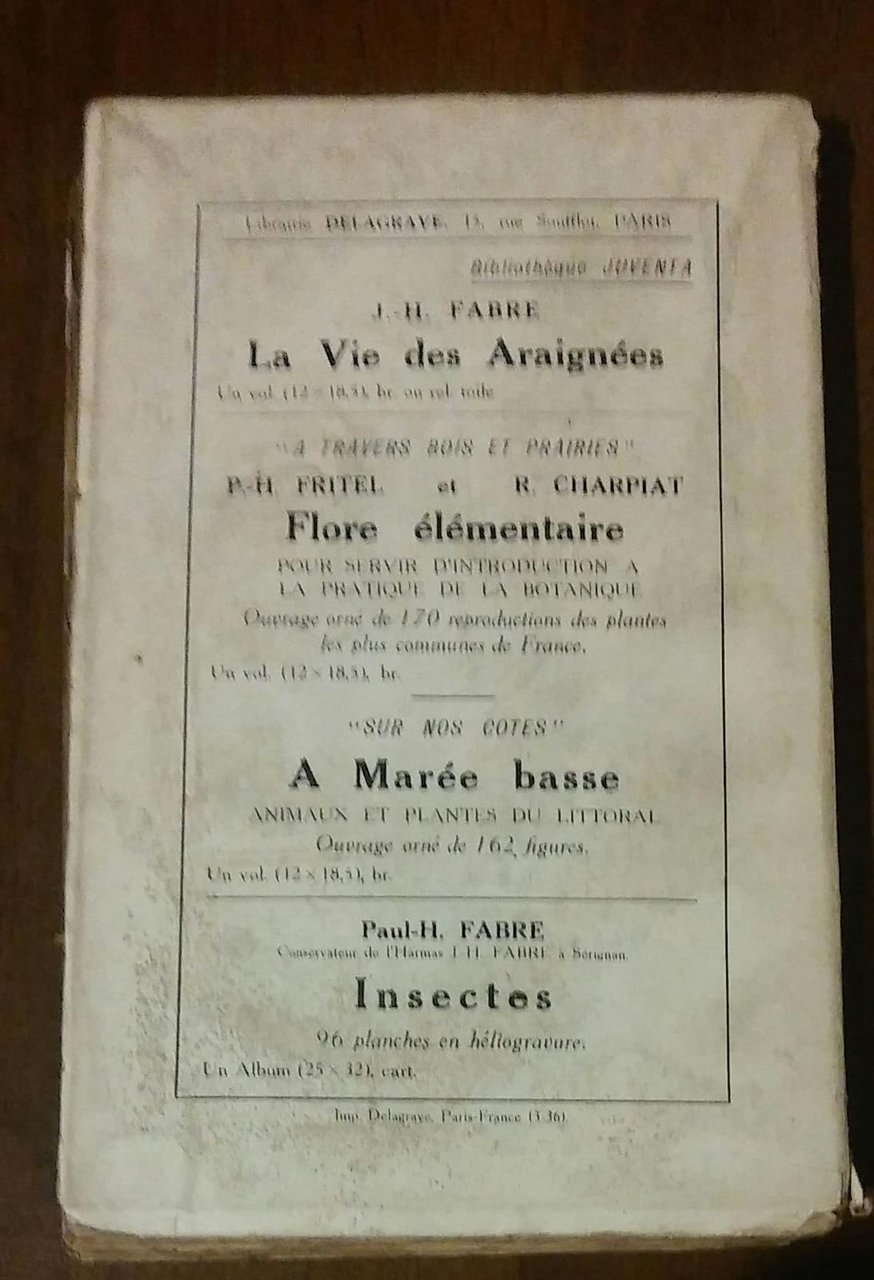 Librairie DELAGRAVE, 15, rue Soufflot, PARIS
Bibliothèque JUVENTA
J.-H. FABRE
La Vie des Araignées
Un vol. (12 × 18,5), br. ou rel. toile
"A TRAVERS BOIS ET PRAIRIES"
P.-H. FRITEL et R. CHARPIAT
Flore élémentaire
POUR SERVIR D'INTRODUCTION A
LA PRATIQUE DE LA BOTANIQUE
Ouvrage orné de 170 reproductions des plantes
les plus communes de France.
Un vol. (12 × 18,5), br.
"SUR NOS COTES"
A Marée basse
ANIMAUX ET PLANTES DU LITTORAL
Ouvrage orné de 162 figures.
Un vol. (12 × 18,5), br.
Paul-H. FABRE
Conservateur de l'Harmas J.-H. FABRE à Sérignan.
Insectes
96 planches en héliogravure.
Un Album (25 × 32), cart.
Imp. Delagrave, Paris-France (3-36).